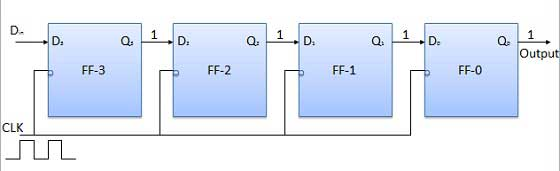 Din
D₃ Q₃ 1 D₂ Q₂ 1 D₁ Q₁ 1 D₀ Q₀ 1
Output
FF-3 FF-2 FF-1 FF-0
CLK